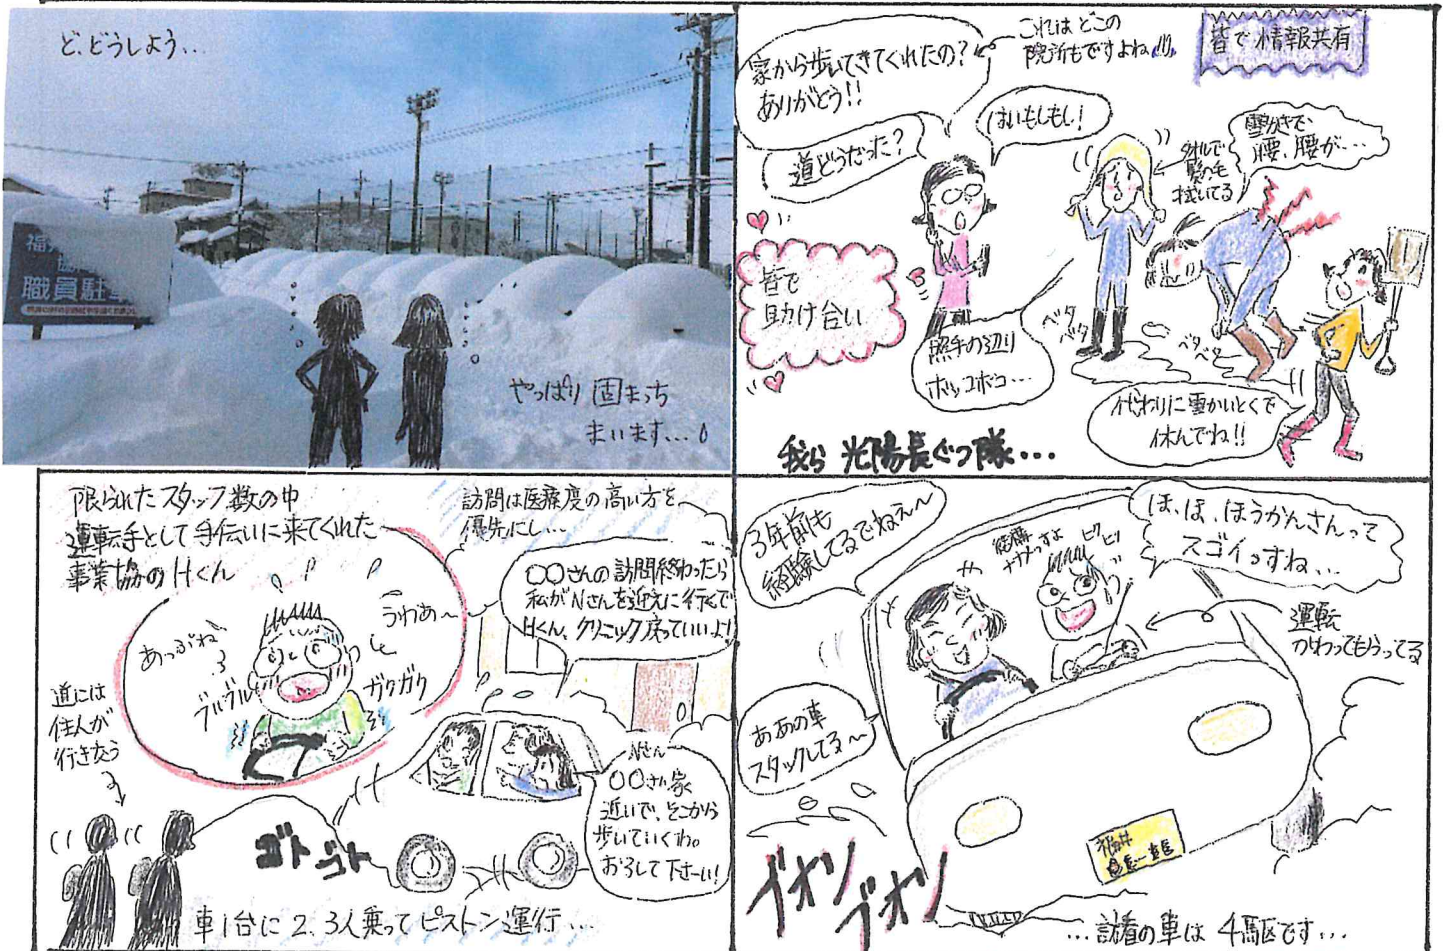 ど、どうしよう…
福
職員駐
やっぱり固まっち
まいます…
これはどこの
院所もですよね
皆で情報共有
家から歩いてきてくれたの?
ありがとう!!
はいもしもし!
道どうだった?
タオルで
髪の毛
拭いてる
雪かきで、
腰、腰が…
皆で
助け合い
照手の辺り
ボッコボコ…
ベタ
ベタ
ベタ
ベタ
代わりに雪かいとくで
休んでね!!
我ら 光陽長ぐつ隊…
限られたスタッフ数の中
運転手として手伝いに来てくれた
事業協のHくん
訪問は医療度の高い方を
優先にし…
あっぶね
うわあ〜
ブルブル
ガクガク
〇〇さんの訪問終わったら
私がNさんを迎えに行くで
Hくん、クリニック戻っていいよ!
道には
住人が
行き交う
Nさん
〇〇さん家
近いで、そこから
歩いていくわ。
おろして下さーい!
ゴトゴト
車1台に2.3人乗ってピストン運行…
3年前も
経験してるでねぇ〜
結構
ヤバイっすよ
ビビ
ほ、ほ、ほうかんさんって
スゴイっすね…
運転
かわってもらってる
ああの車
スタックしてる〜
福井
ブオン
ブオン
…訪看の車は4駆です…